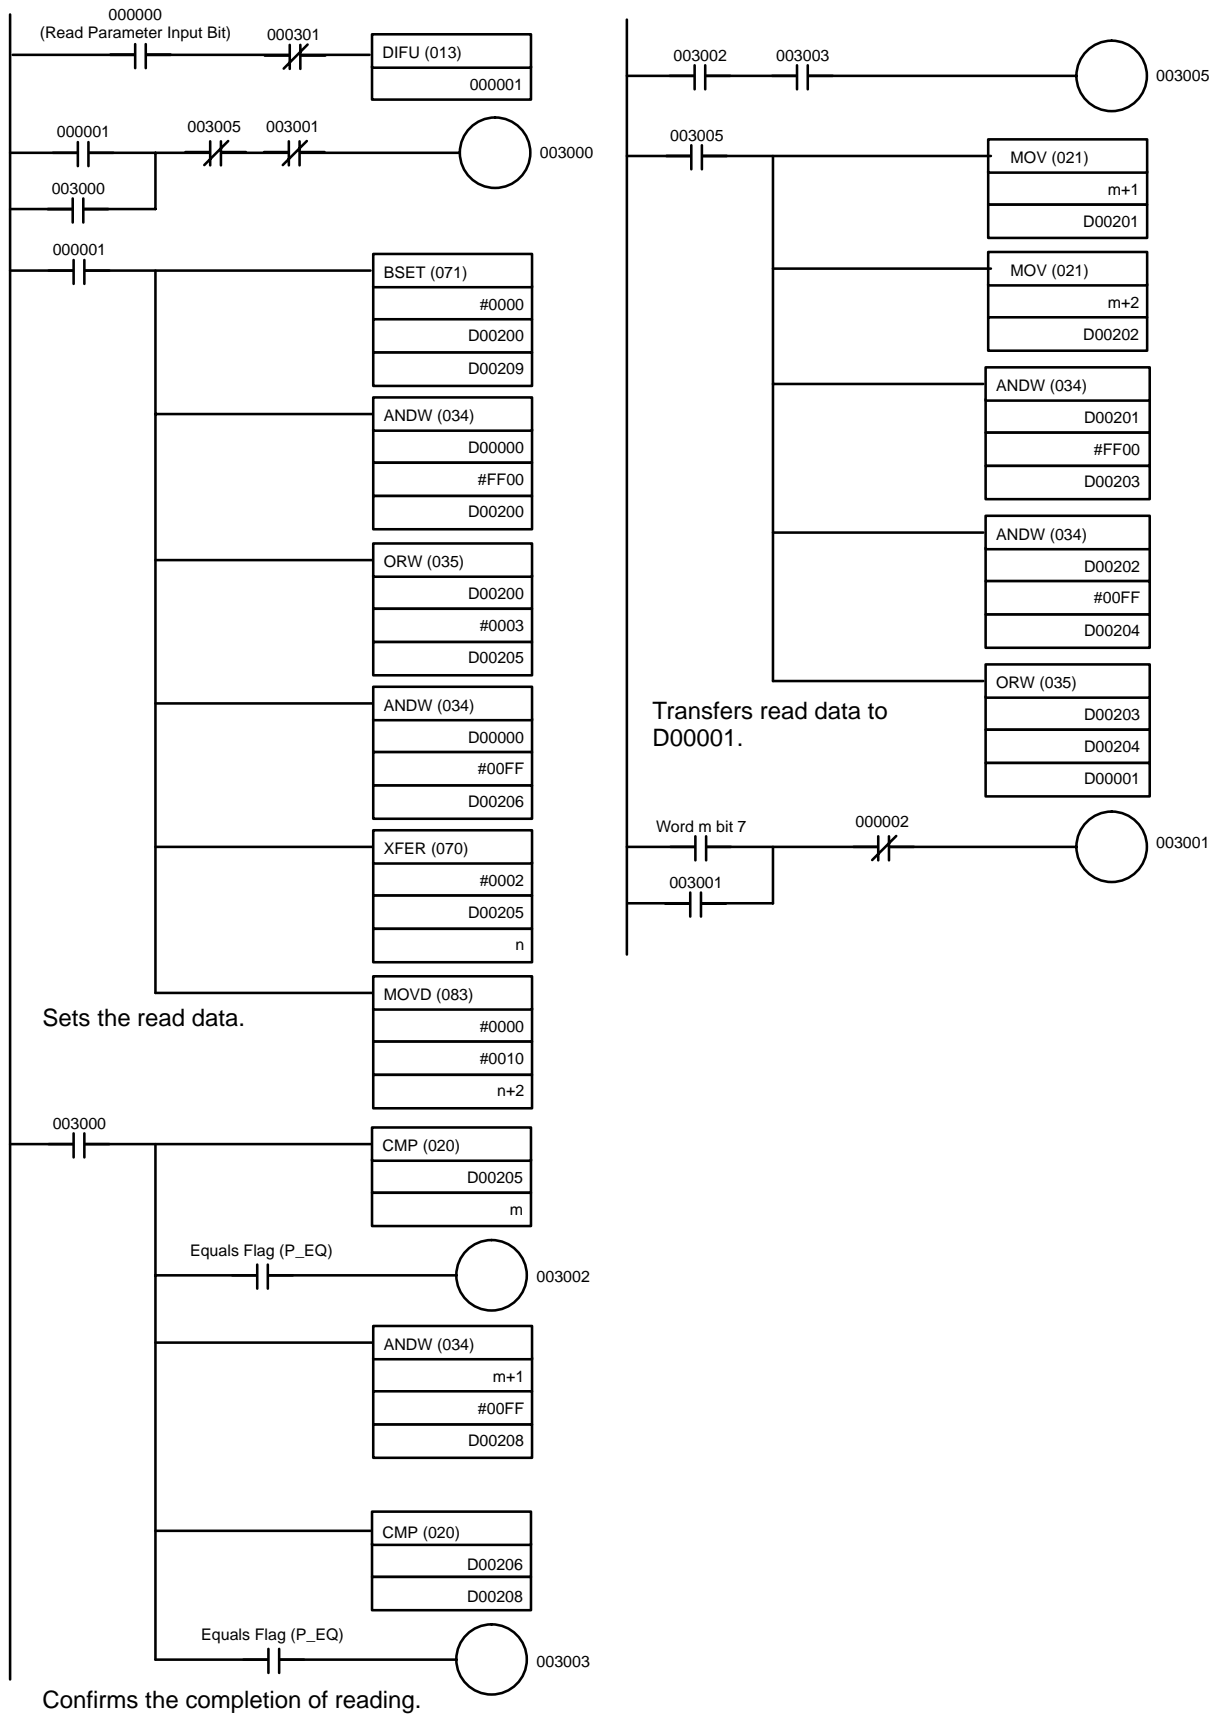 000000
(Read Parameter Input Bit)
000301
DIFU (013)
000001
000001
003005
003001
003000
003000
000001
BSET (071)
#0000
D00200
D00209
ANDW (034)
D00000
#FF00
D00200
ORW (035)
D00200
#0003
D00205
ANDW (034)
D00000
#00FF
D00206
XFER (070)
#0002
D00205
n
MOVD (083)
#0000
#0010
n+2
Sets the read data.
003000
CMP (020)
D00205
m
Equals Flag (P_EQ)
003002
ANDW (034)
m+1
#00FF
D00208
CMP (020)
D00206
D00208
Equals Flag (P_EQ)
003003
Confirms the completion of reading.
003002
003003
003005
003005
MOV (021)
m+1
D00201
MOV (021)
m+2
D00202
ANDW (034)
D00201
#FF00
D00203
ANDW (034)
D00202
#00FF
D00204
ORW (035)
D00203
D00204
D00001
Transfers read data to
D00001.
Word m bit 7
000002
003001
003001